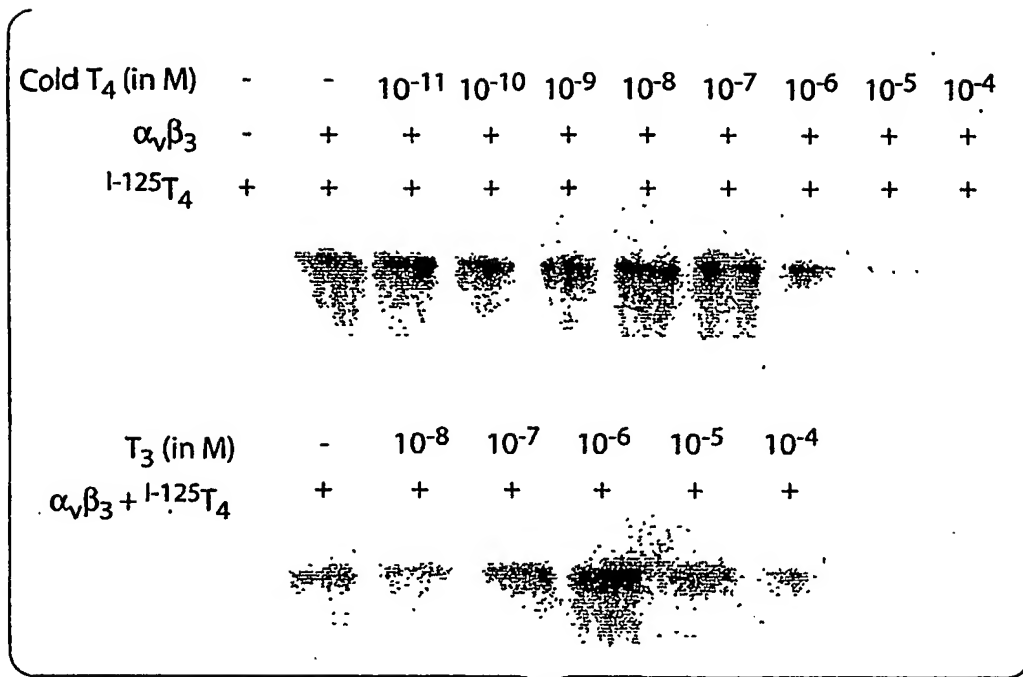 Cold T₄ (in M) - - 10⁻¹¹ 10⁻¹⁰ 10⁻⁹ 10⁻⁸ 10⁻⁷ 10⁻⁶ 10⁻⁵ 10⁻⁴
αᵥβ₃ - + + + + + + + + +
I-125T₄ + + + + + + + + + +
T₃ (in M) - 10⁻⁸ 10⁻⁷ 10⁻⁶ 10⁻⁵ 10⁻⁴
αᵥβ₃ + I-125T₄ + + + + + +